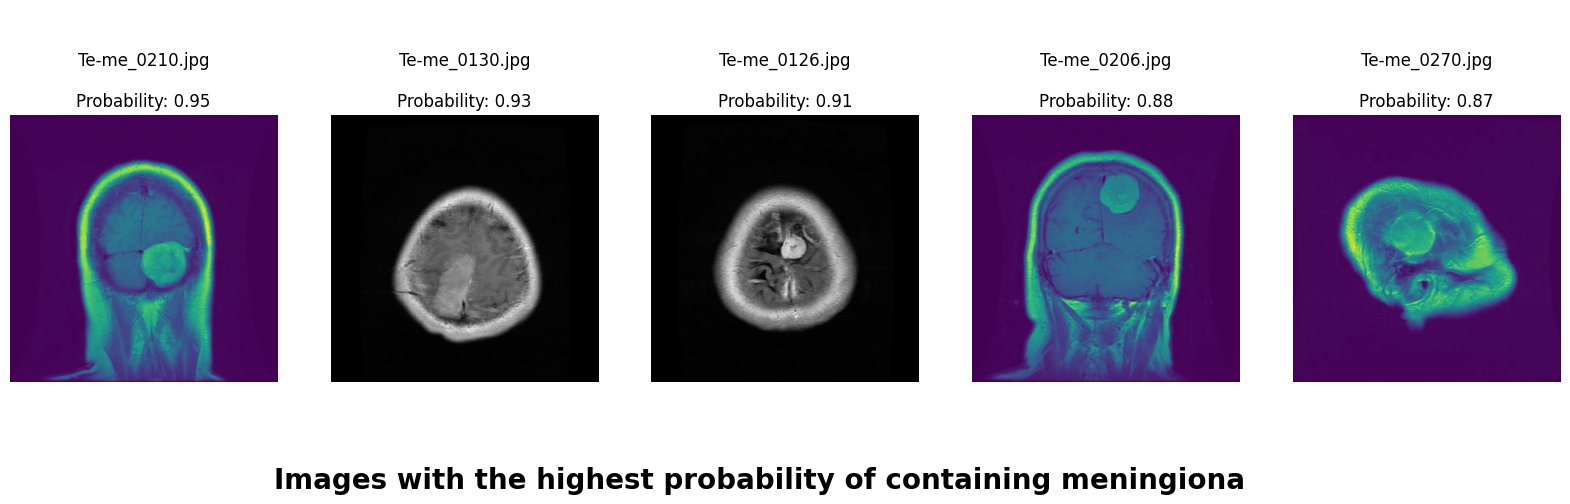 Te-me_0210.jpg
Probability: 0.95
Te-me_0130.jpg
Probability: 0.93
Te-me_0126.jpg
Probability: 0.91
Te-me_0206.jpg
Probability: 0.88
Te-me_0270.jpg
Probability: 0.87
Images with the highest probability of containing meningiona